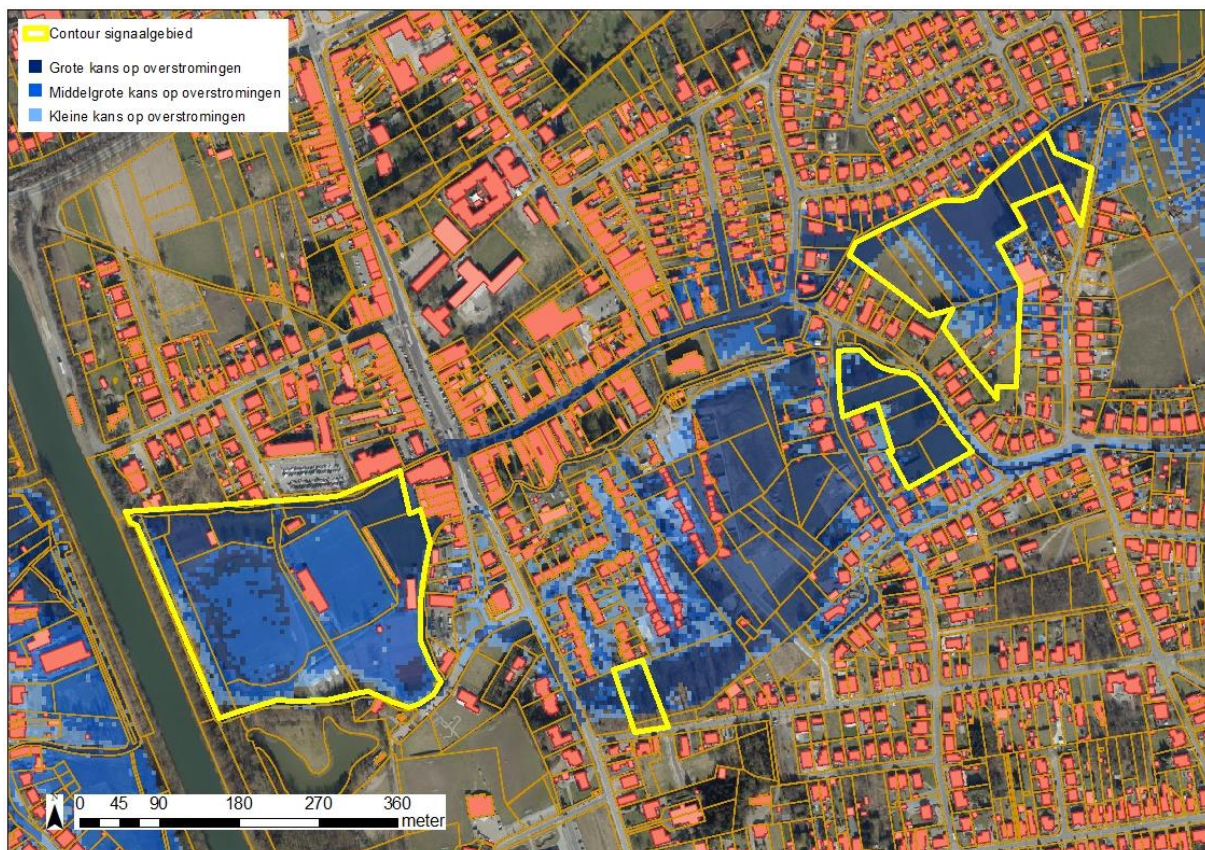 Contour signaalgebied
Grote kans op overstromingen
Middelgrote kans op overstromingen
Kleine kans op overstromingen
N
0 45 90 180 270 360
meter